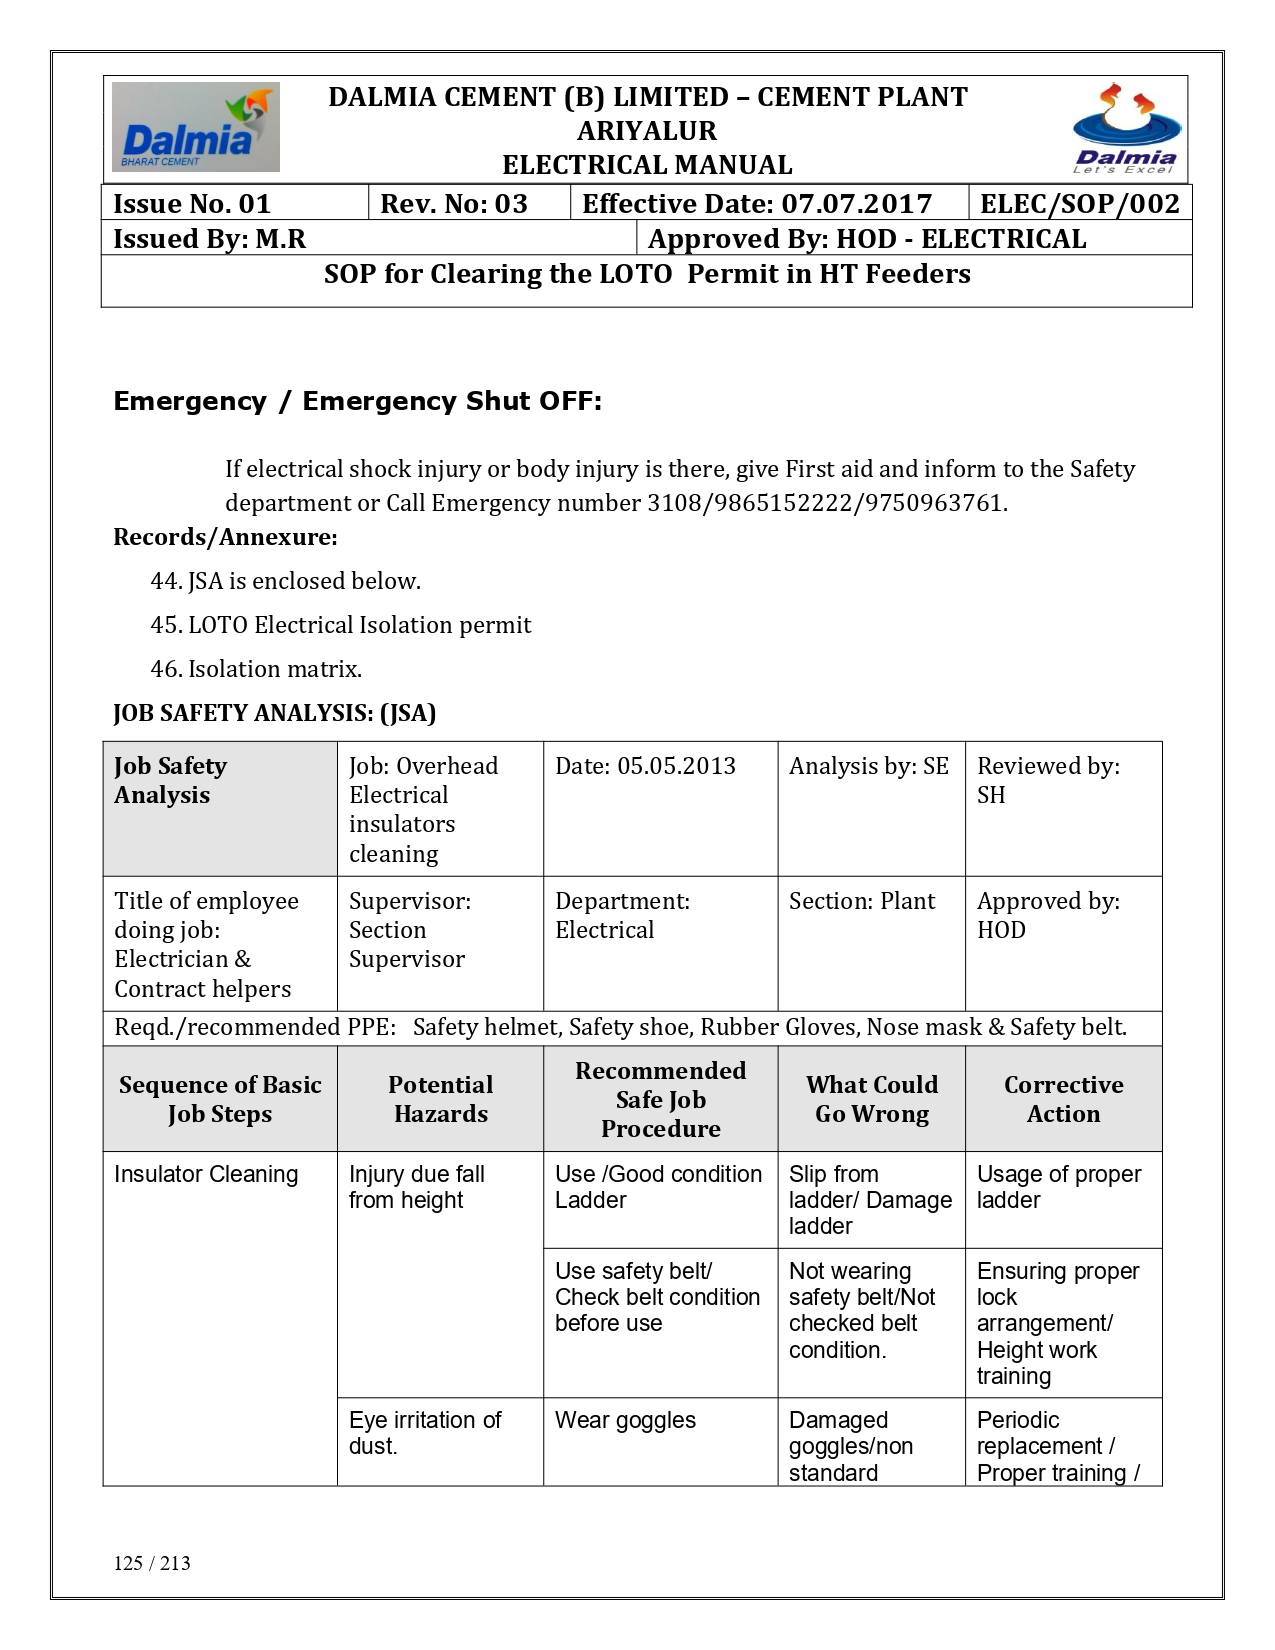 Dalmia
BHARAT CEMENT
DALMIA CEMENT (B) LIMITED – CEMENT PLANT
ARIYALUR
ELECTRICAL MANUAL
Dalmia
Let's Excel
Issue No. 01 Rev. No: 03 Effective Date: 07.07.2017 ELEC/SOP/002
Issued By: M.R Approved By: HOD - ELECTRICAL
SOP for Clearing the LOTO  Permit in HT Feeders
Emergency / Emergency Shut OFF:
If electrical shock injury or body injury is there, give First aid and inform to the Safety
department or Call Emergency number 3108/9865152222/9750963761.
Records/Annexure:
44. JSA is enclosed below.
45. LOTO Electrical Isolation permit
46. Isolation matrix.
JOB SAFETY ANALYSIS: (JSA)
Job Safety
Analysis
Job: Overhead
Electrical
insulators
cleaning
Date: 05.05.2013
Analysis by: SE
Reviewed by:
SH
Title of employee
doing job:
Electrician &
Contract helpers
Supervisor:
Section
Supervisor
Department:
Electrical
Section: Plant
Approved by:
HOD
Reqd./recommended PPE:   Safety helmet, Safety shoe, Rubber Gloves, Nose mask & Safety belt.
Sequence of Basic
Job Steps
Potential
Hazards
Recommended
Safe Job
Procedure
What Could
Go Wrong
Corrective
Action
Insulator Cleaning
Injury due fall
from height
Use /Good condition
Ladder
Slip from
ladder/ Damage
ladder
Usage of proper
ladder
Use safety belt/
Check belt condition
before use
Not wearing
safety belt/Not
checked belt
condition.
Ensuring proper
lock
arrangement/
Height work
training
Eye irritation of
dust.
Wear goggles
Damaged
goggles/non
standard
Periodic
replacement /
Proper training /
125 / 213